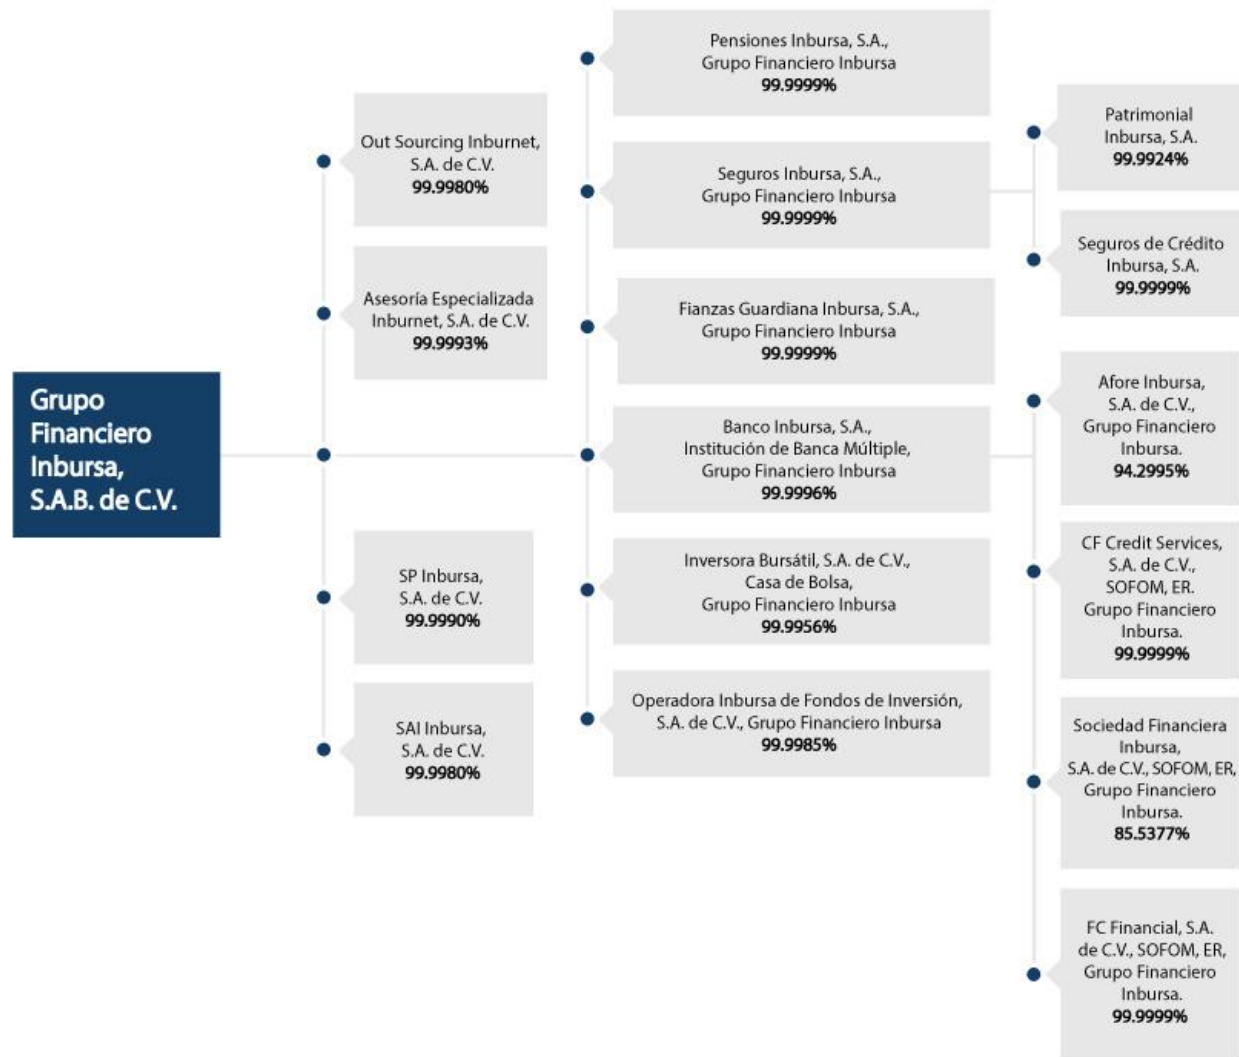 Grupo
Financiero
Inbursa,
S.A.B. de C.V.
Out Sourcing Inburnet,
S.A. de C.V.
99.9980%
Asesoría Especializada
Inburnet, S.A. de C.V.
99.9993%
SP Inbursa,
S.A. de C.V.
99.9990%
SAI Inbursa,
S.A. de C.V.
99.9980%
Pensiones Inbursa, S.A.,
Grupo Financiero Inbursa
99.9999%
Seguros Inbursa, S.A.,
Grupo Financiero Inbursa
99.9999%
Fianzas Guardiana Inbursa, S.A.,
Grupo Financiero Inbursa
99.9999%
Banco Inbursa, S.A.,
Institución de Banca Múltiple,
Grupo Financiero Inbursa
99.9996%
Inversora Bursátil, S.A. de C.V.,
Casa de Bolsa,
Grupo Financiero Inbursa
99.9956%
Operadora Inbursa de Fondos de Inversión,
S.A. de C.V., Grupo Financiero Inbursa
99.9985%
Patrimonial
Inbursa, S.A.
99.9924%
Seguros de Crédito
Inbursa, S.A.
99.9999%
Afore Inbursa,
S.A. de C.V.,
Grupo Financiero
Inbursa.
94.2995%
CF Credit Services,
S.A. de C.V.,
SOFOM, ER.
Grupo Financiero
Inbursa.
99.9999%
Sociedad Financiera
Inbursa,
S.A. de C.V., SOFOM, ER,
Grupo Financiero
Inbursa.
85.5377%
FC Financial, S.A.
de C.V., SOFOM, ER,
Grupo Financiero
Inbursa.
99.9999%